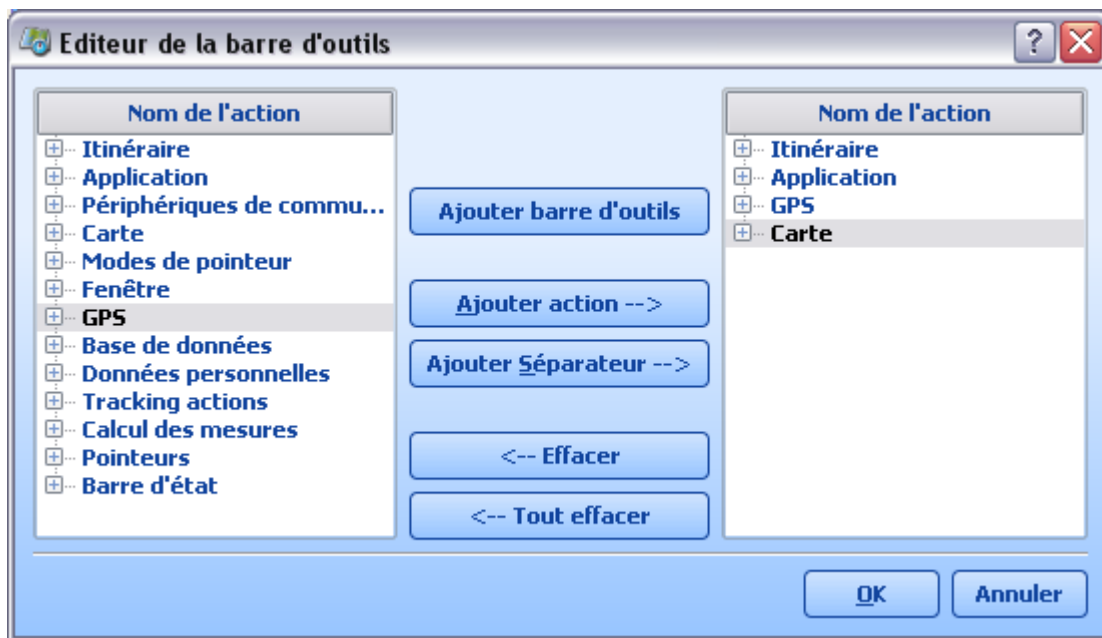 Editeur de la barre d'outils
Nom de l'action
Itinéraire
Application
Périphériques de commu...
Carte
Modes de pointeur
Fenêtre
GPS
Base de données
Données personnelles
Tracking actions
Calcul des mesures
Pointeurs
Barre d'état
Ajouter barre d'outils
Ajouter action -->
Ajouter Séparateur -->
<-- Effacer
<-- Tout effacer
Nom de l'action
Itinéraire
Application
GPS
Carte
OK
Annuler